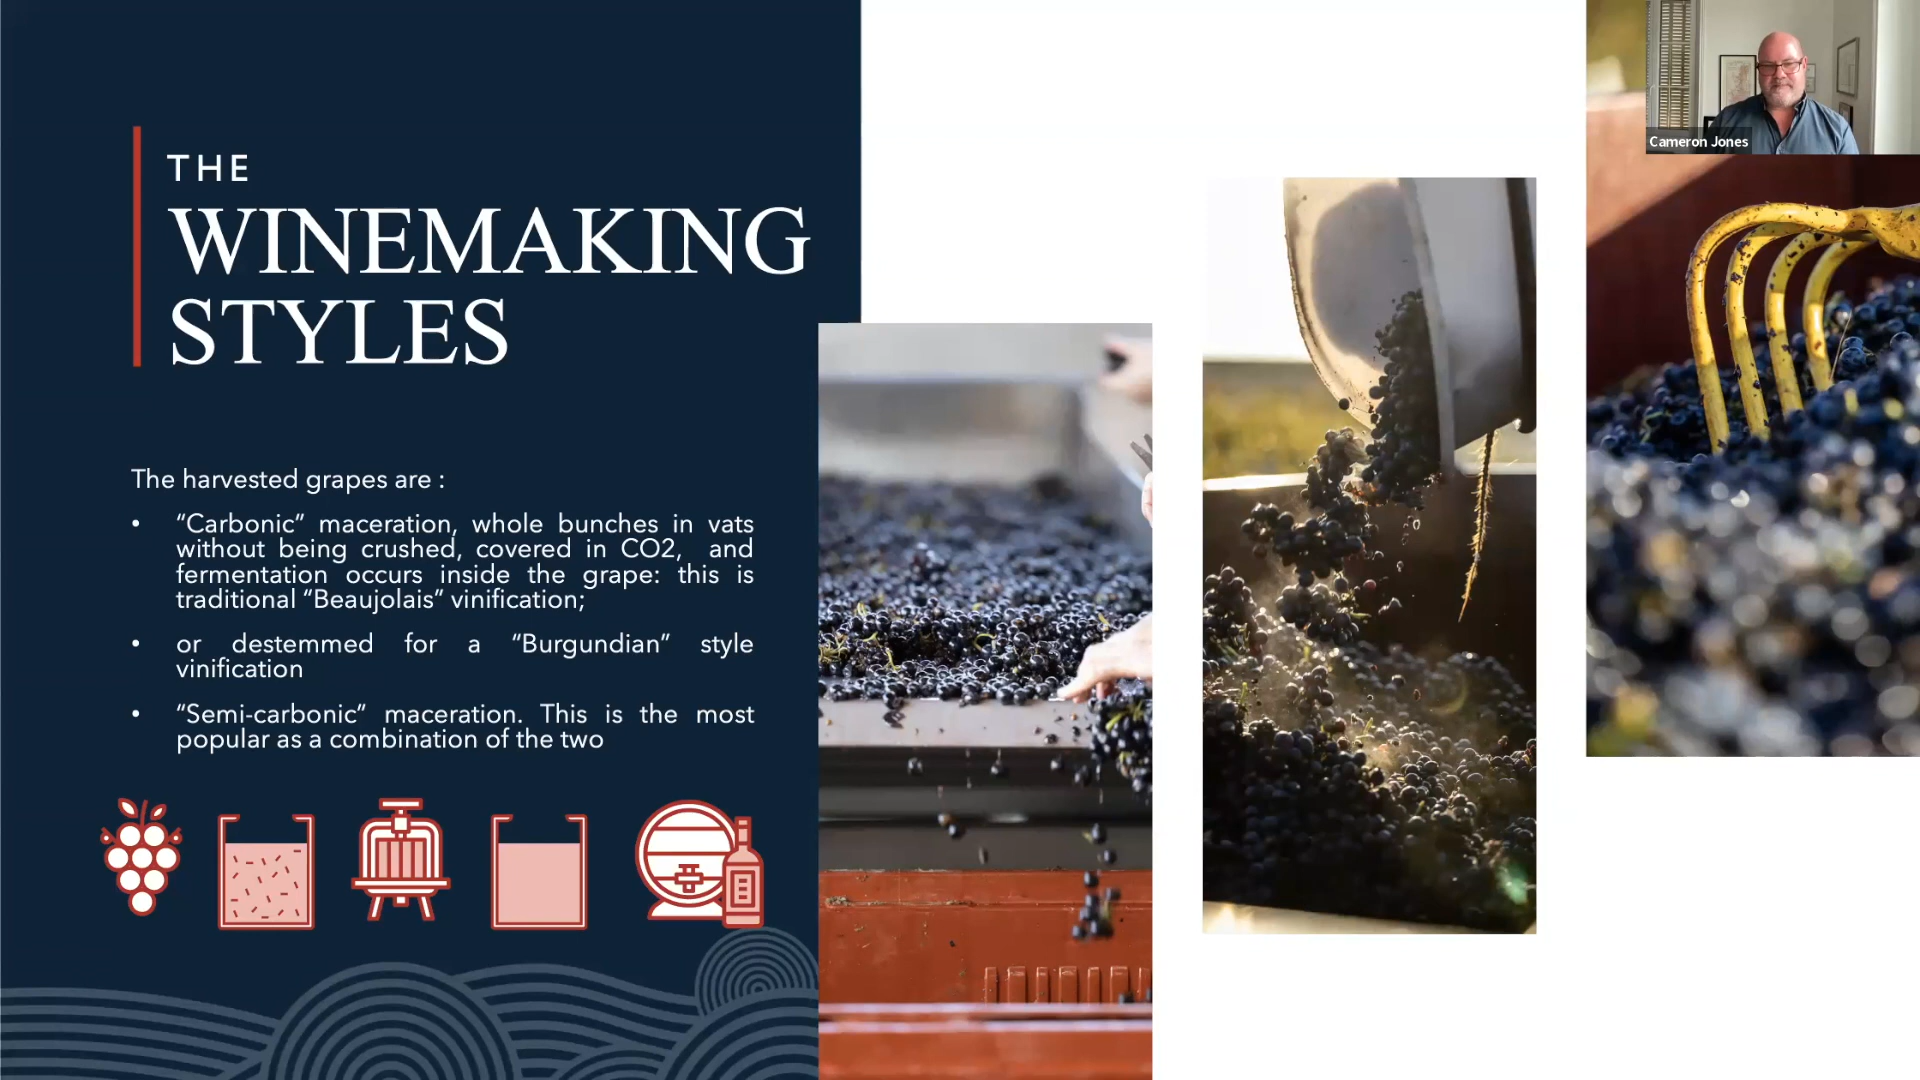 THE
WINEMAKING
STYLES
The harvested grapes are :
• “Carbonic” maceration, whole bunches in vats
without being crushed, covered in CO2, and
fermentation occurs inside the grape: this is
traditional “Beaujolais” vinification;
• or destemmed for a “Burgundian” style
vinification
• “Semi-carbonic” maceration. This is the most
popular as a combination of the two
Cameron Jones